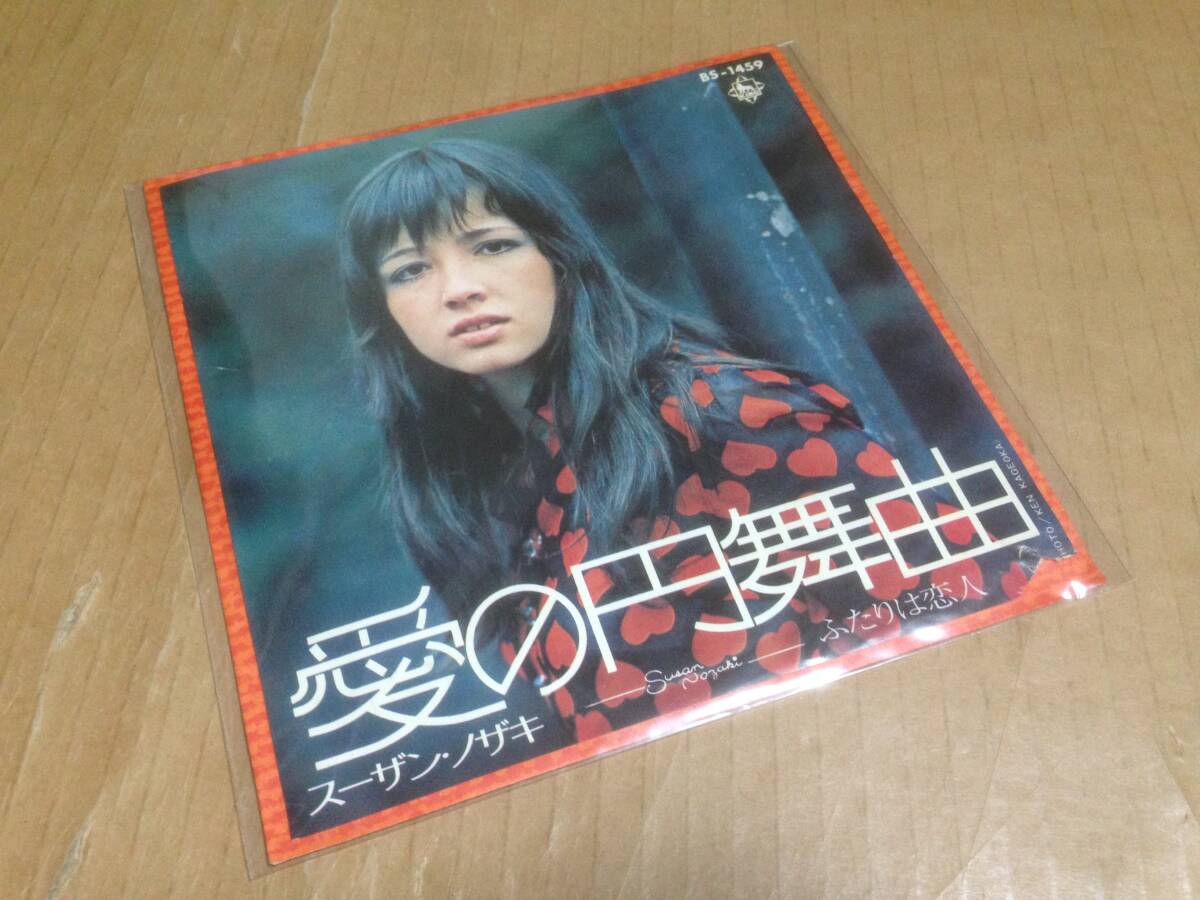 BS-1459
愛の円舞曲
ふたりは恋人
Susan
Nozaki
スーザン・ノザキ
PHOTO/KEN KAGEOKA